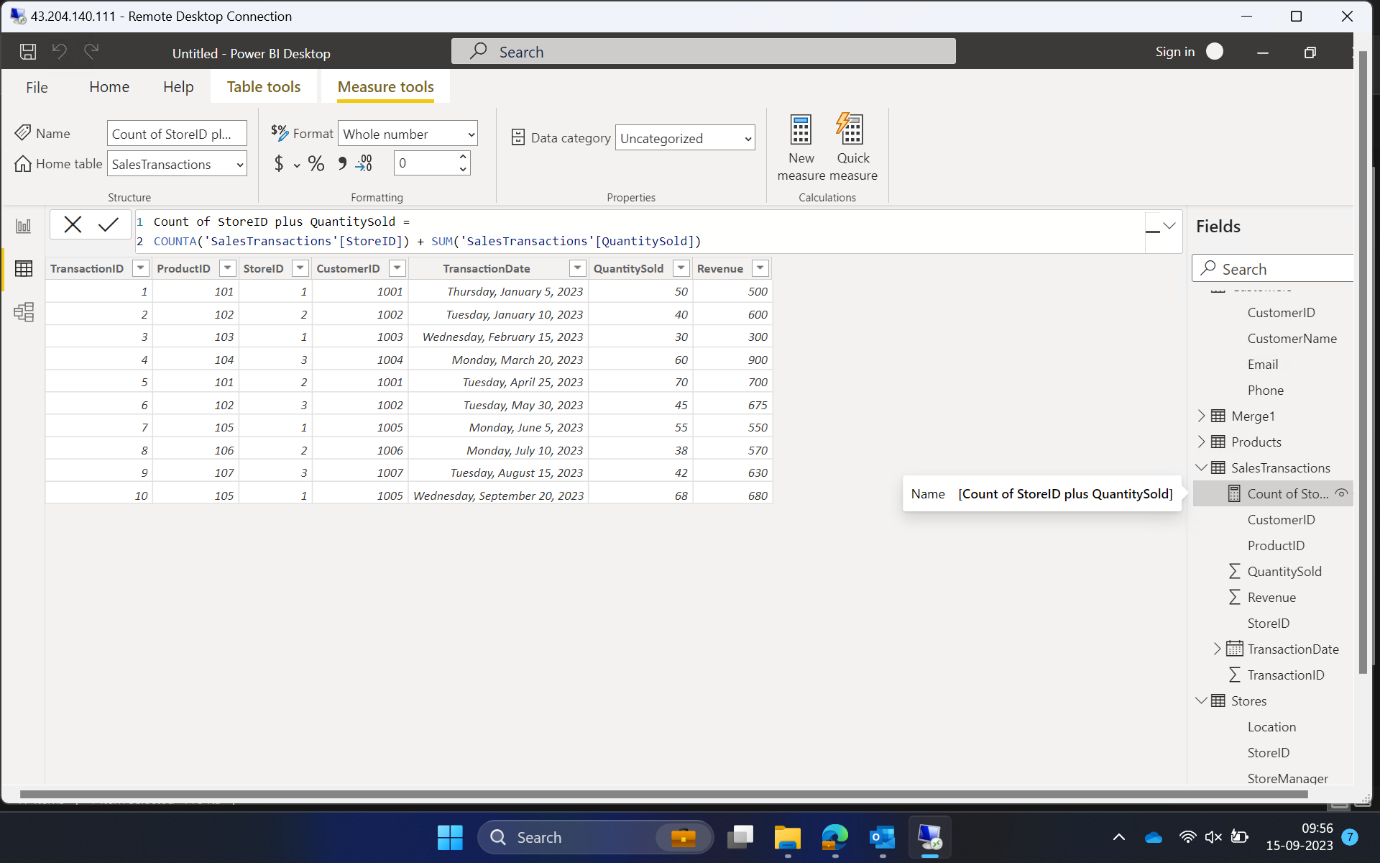 43.204.140.111 - Remote Desktop Connection
Untitled - Power BI Desktop
Search
Sign in
File Home Help Table tools Measure tools
Name Count of StoreID pl...
Home table SalesTransactions
Structure
$% Format Whole number
$ % , .00 0
Formatting
Data category Uncategorized
Properties
New measure
Quick measure
Calculations
1 Count of StoreID plus QuantitySold =
2 COUNTA('SalesTransactions'[StoreID]) + SUM('SalesTransactions'[QuantitySold])
TransactionID ProductID StoreID CustomerID TransactionDate QuantitySold Revenue
1 101 1 1001 Thursday, January 5, 2023 50 500
2 102 2 1002 Tuesday, January 10, 2023 40 600
3 103 1 1003 Wednesday, February 15, 2023 30 300
4 104 3 1004 Monday, March 20, 2023 60 900
5 101 2 1001 Tuesday, April 25, 2023 70 700
6 102 3 1002 Tuesday, May 30, 2023 45 675
7 105 1 1005 Monday, June 5, 2023 55 550
8 106 2 1006 Monday, July 10, 2023 38 570
9 107 3 1007 Tuesday, August 15, 2023 42 630
10 105 1 1005 Wednesday, September 20, 2023 68 680
Name [Count of StoreID plus QuantitySold]
Fields
Search
CustomerID
CustomerName
Email
Phone
Merge1
Products
SalesTransactions
Count of Sto...
CustomerID
ProductID
QuantitySold
Revenue
StoreID
TransactionDate
TransactionID
Stores
Location
StoreID
StoreManager
Search
09:56
15-09-2023
7